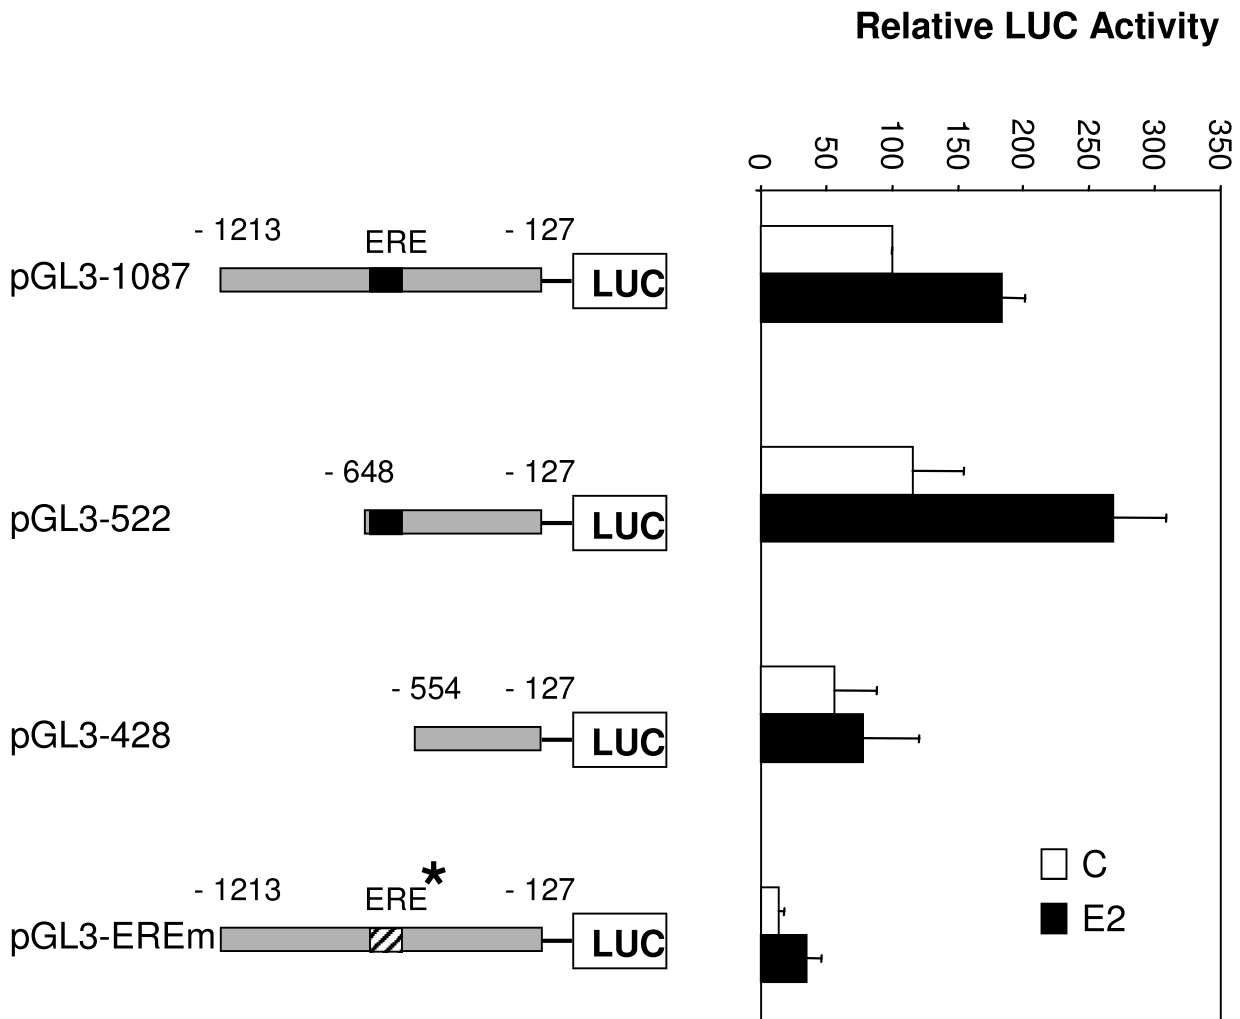 Relative LUC Activity
0 50 100 150 200 250 300 350
- 1213 ERE - 127
pGL3-1087 LUC
- 648 - 127
pGL3-522 LUC
- 554 - 127
pGL3-428 LUC
C
E2
- 1213 ERE* - 127
pGL3-EREm LUC